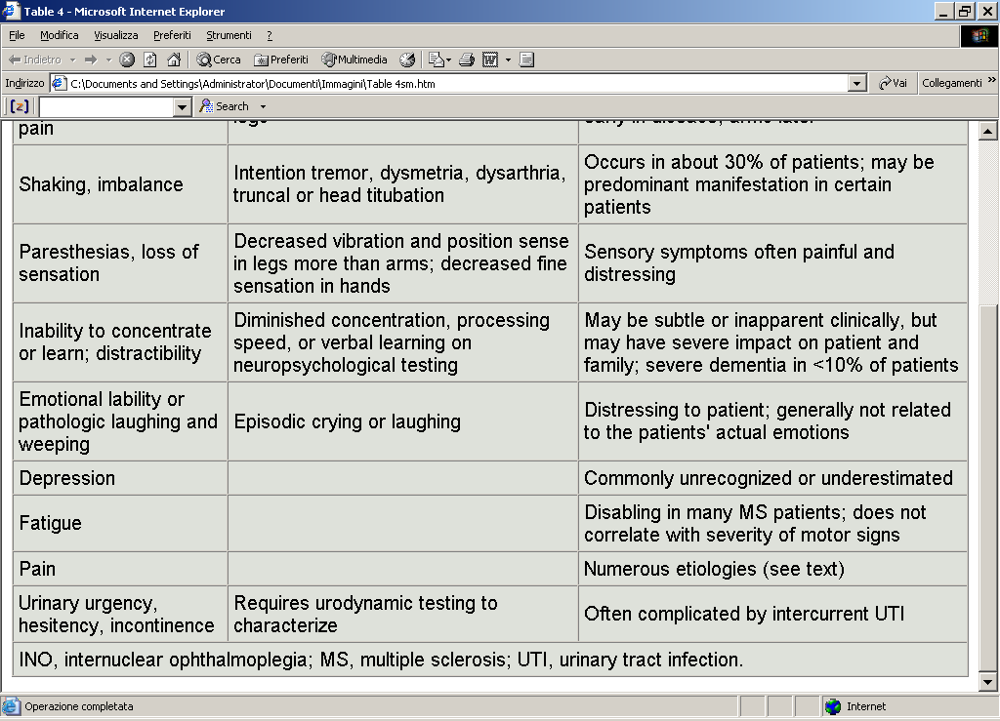 Table 4 - Microsoft Internet Explorer
File Modifica Visualizza Preferiti Strumenti ?
Indietro Cerca Preferiti Multimedia
Indirizzo C:\Documents and Settings\Administrator\Documenti\Immagini\Table 4sm.htm Vai Collegamenti »
[z] Search
pain
legs
early in disease, arms later
Shaking, imbalance
Intention tremor, dysmetria, dysarthria,
truncal or head titubation
Occurs in about 30% of patients; may be
predominant manifestation in certain
patients
Paresthesias, loss of
sensation
Decreased vibration and position sense
in legs more than arms; decreased fine
sensation in hands
Sensory symptoms often painful and
distressing
Inability to concentrate
or learn; distractibility
Diminished concentration, processing
speed, or verbal learning on
neuropsychological testing
May be subtle or inapparent clinically, but
may have severe impact on patient and
family; severe dementia in <10% of patients
Emotional lability or
pathologic laughing and
weeping
Episodic crying or laughing
Distressing to patient; generally not related
to the patients' actual emotions
Depression
Commonly unrecognized or underestimated
Fatigue
Disabling in many MS patients; does not
correlate with severity of motor signs
Pain
Numerous etiologies (see text)
Urinary urgency,
hesitency, incontinence
Requires urodynamic testing to
characterize
Often complicated by intercurrent UTI
INO, internuclear ophthalmoplegia; MS, multiple sclerosis; UTI, urinary tract infection.
Operazione completata
Internet